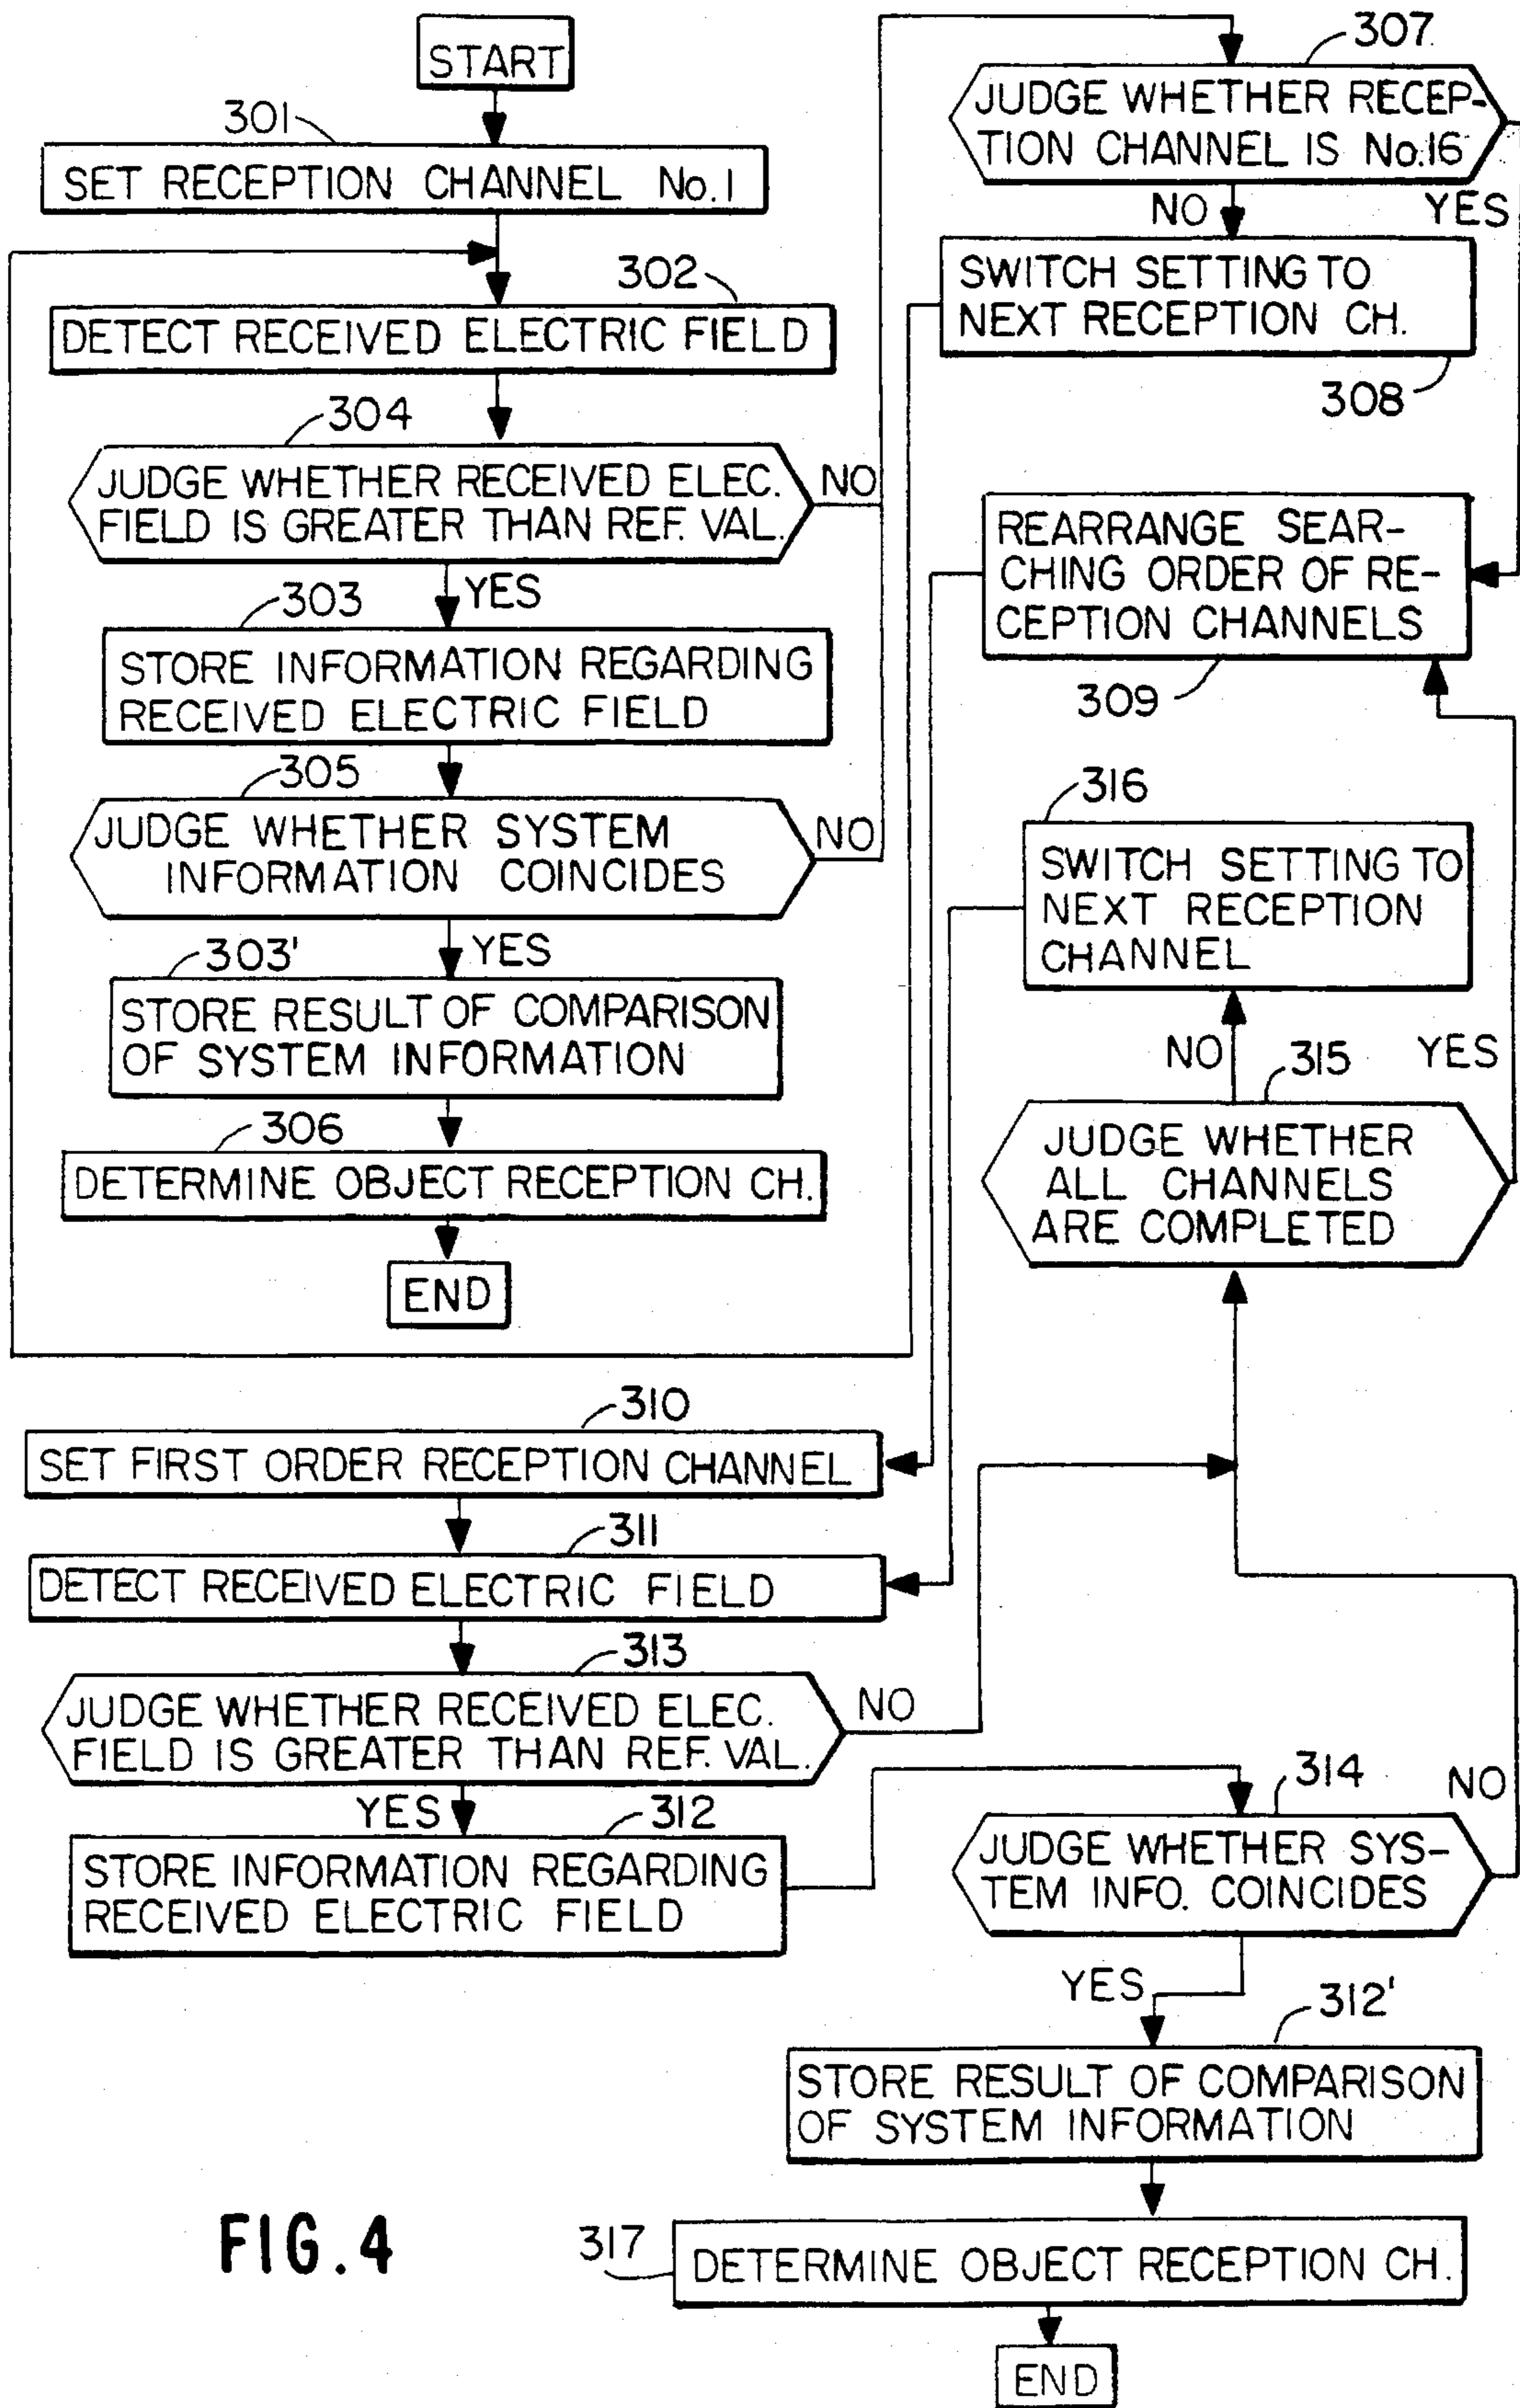 START
301
SET RECEPTION CHANNEL No.1
302
DETECT RECEIVED ELECTRIC FIELD
304
JUDGE WHETHER RECEIVED ELEC.
FIELD IS GREATER THAN REF. VAL.
NO
YES
303
STORE INFORMATION REGARDING
RECEIVED ELECTRIC FIELD
305
JUDGE WHETHER SYSTEM
INFORMATION COINCIDES
NO
YES
303'
STORE RESULT OF COMPARISON
OF SYSTEM INFORMATION
306
DETERMINE OBJECT RECEPTION CH.
END
307
JUDGE WHETHER RECEP-
TION CHANNEL IS No.16
NO
YES
SWITCH SETTING TO
NEXT RECEPTION CH.
308
REARRANGE SEAR-
CHING ORDER OF RE-
CEPTION CHANNELS
309
316
SWITCH SETTING TO
NEXT RECEPTION
CHANNEL
NO
315
YES
JUDGE WHETHER
ALL CHANNELS
ARE COMPLETED
310
SET FIRST ORDER RECEPTION CHANNEL
311
DETECT RECEIVED ELECTRIC FIELD
313
JUDGE WHETHER RECEIVED ELEC.
FIELD IS GREATER THAN REF. VAL.
NO
YES
312
STORE INFORMATION REGARDING
RECEIVED ELECTRIC FIELD
314
NO
JUDGE WHETHER SYS-
TEM INFO. COINCIDES
YES
312'
STORE RESULT OF COMPARISON
OF SYSTEM INFORMATION
317
DETERMINE OBJECT RECEPTION CH.
END
FIG. 4